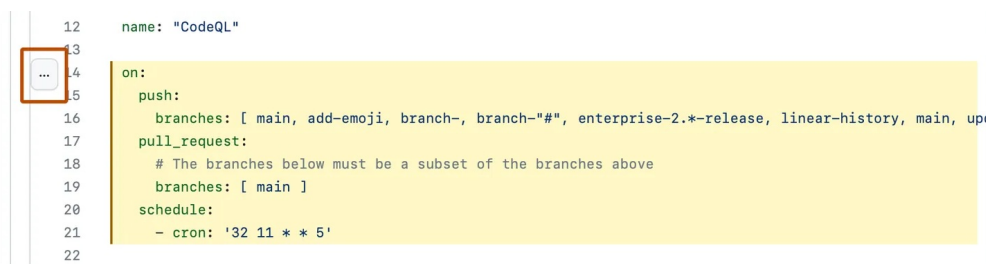 12 name: "CodeQL"
13
... 14 on:
15 push:
16 branches: [ main, add-emoji, branch-, branch-"#", enterprise-2.*-release, linear-history, main,
17 pull_request:
18 # The branches below must be a subset of the branches above
19 branches: [ main ]
20 schedule:
21 - cron: '32 11 * * 5'
22